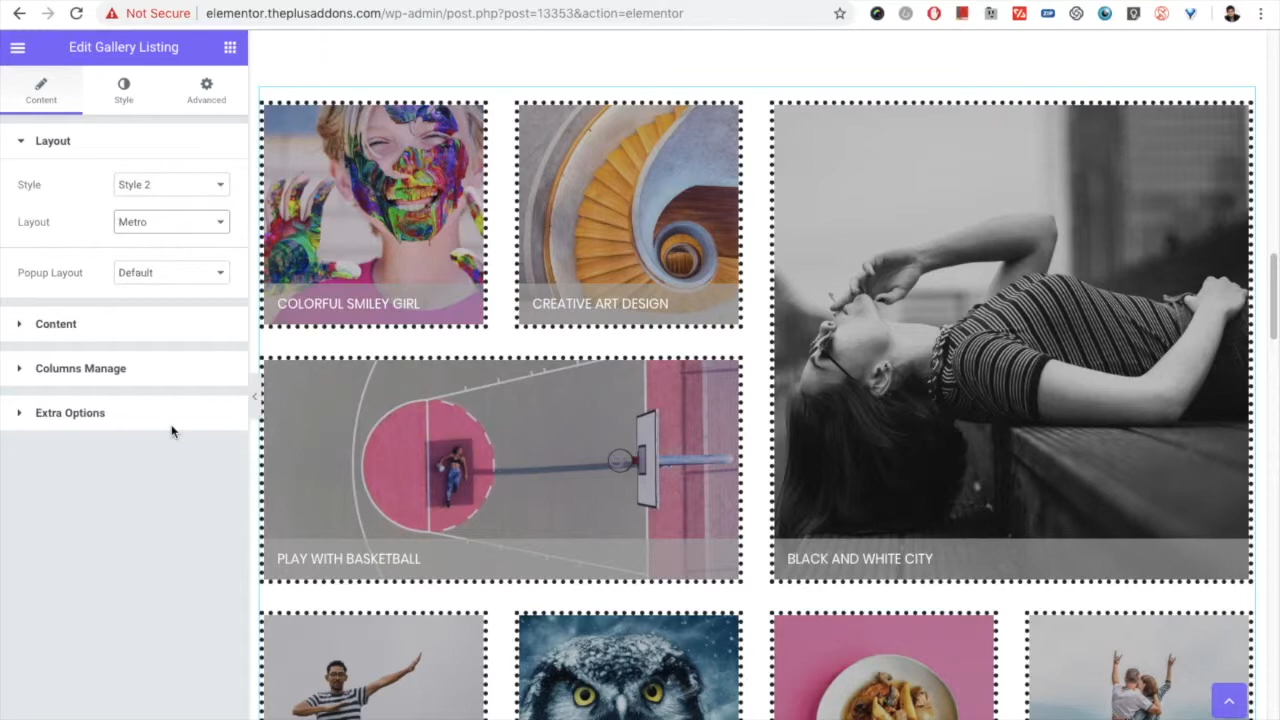 Not Secure
elementor.theplusaddons.com/wp-admin/post.php?post=13353&action=elementor
Edit Gallery Listing
Content
Style
Advanced
Layout
Style
Style 2
Layout
Metro
Popup Layout
Default
Content
Columns Manage
Extra Options
COLORFUL SMILEY GIRL
CREATIVE ART DESIGN
PLAY WITH BASKETBALL
BLACK AND WHITE CITY